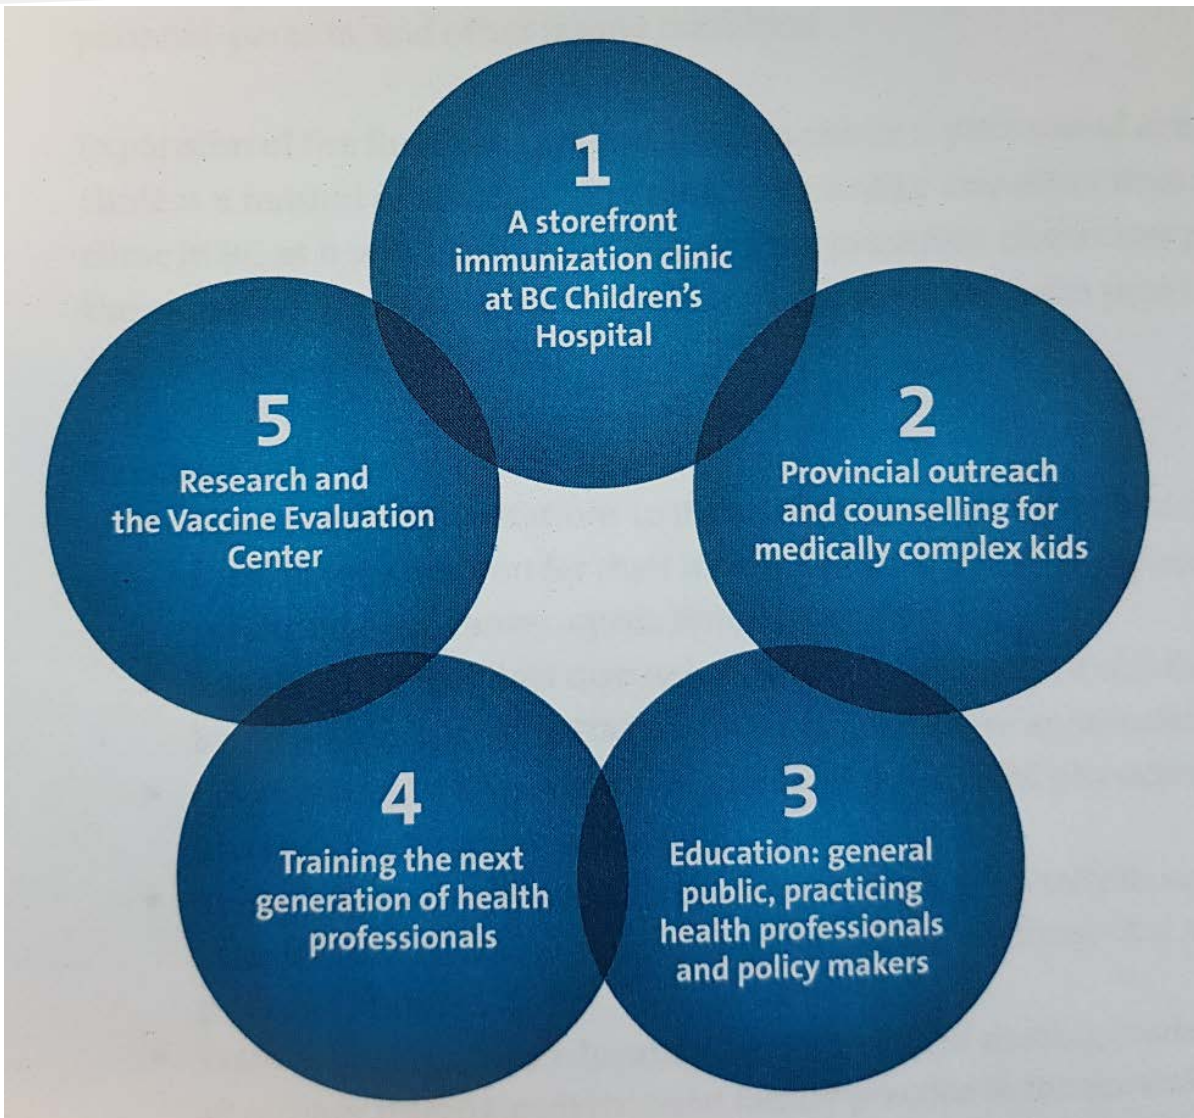 1
A storefront
immunization clinic
at BC Children's
Hospital
2
Provincial outreach
and counselling for
medically complex kids
3
Education: general
public, practicing
health professionals
and policy makers
4
Training the next
generation of health
professionals
5
Research and
the Vaccine Evaluation
Center